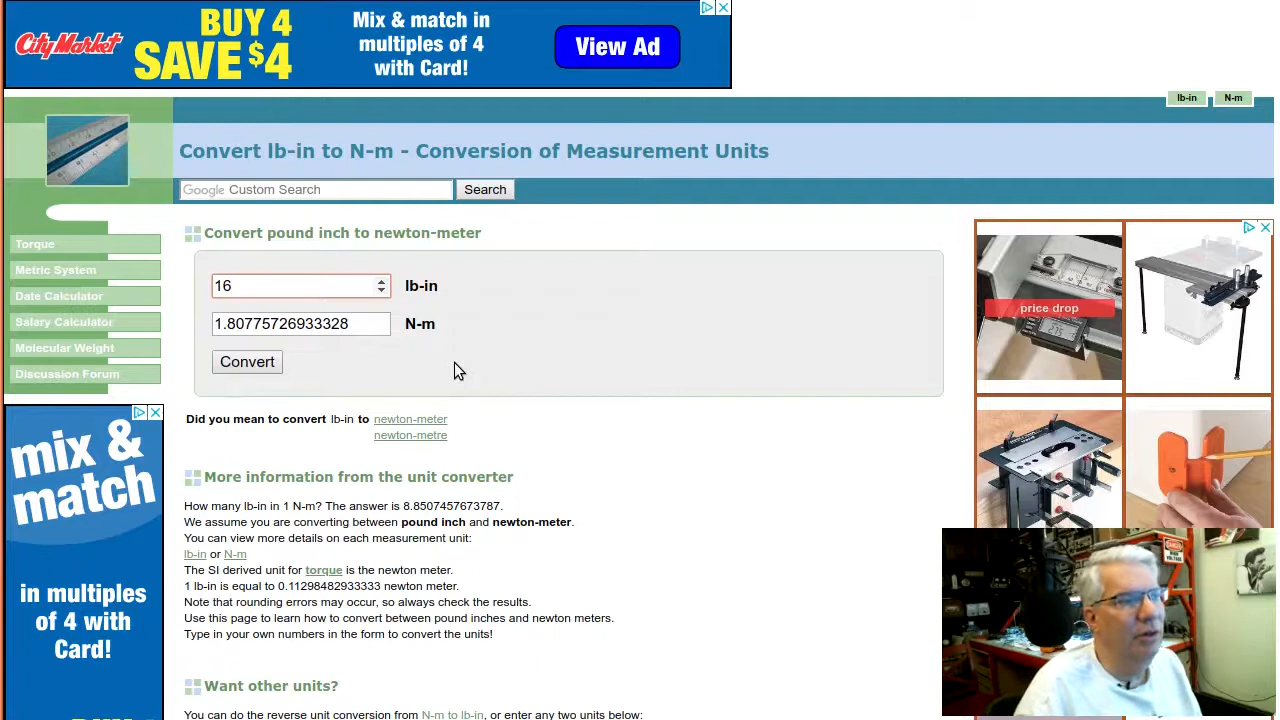 City Market
BUY 4
SAVE $4
Mix & match in
multiples of 4
with Card!
View Ad
lb-in
N-m
Convert lb-in to N-m - Conversion of Measurement Units
Google Custom Search
Search
Torque
Metric System
Date Calculator
Salary Calculator
Molecular Weight
Discussion Forum
Convert pound inch to newton-meter
16 lb-in
1.80775726933328 N-m
Convert
Did you mean to convert lb-in to newton-meter
newton-metre
More information from the unit converter
How many lb-in in 1 N-m? The answer is 8.8507457673787.
We assume you are converting between pound inch and newton-meter.
You can view more details on each measurement unit:
lb-in or N-m
The SI derived unit for torque is the newton meter.
1 lb-in is equal to 0.11298482933333 newton meter.
Note that rounding errors may occur, so always check the results.
Use this page to learn how to convert between pound inches and newton meters.
Type in your own numbers in the form to convert the units!
Want other units?
You can do the reverse unit conversion from N-m to lb-in, or enter any two units below:
mix &
match
in multiples
of 4 with
Card!
price drop